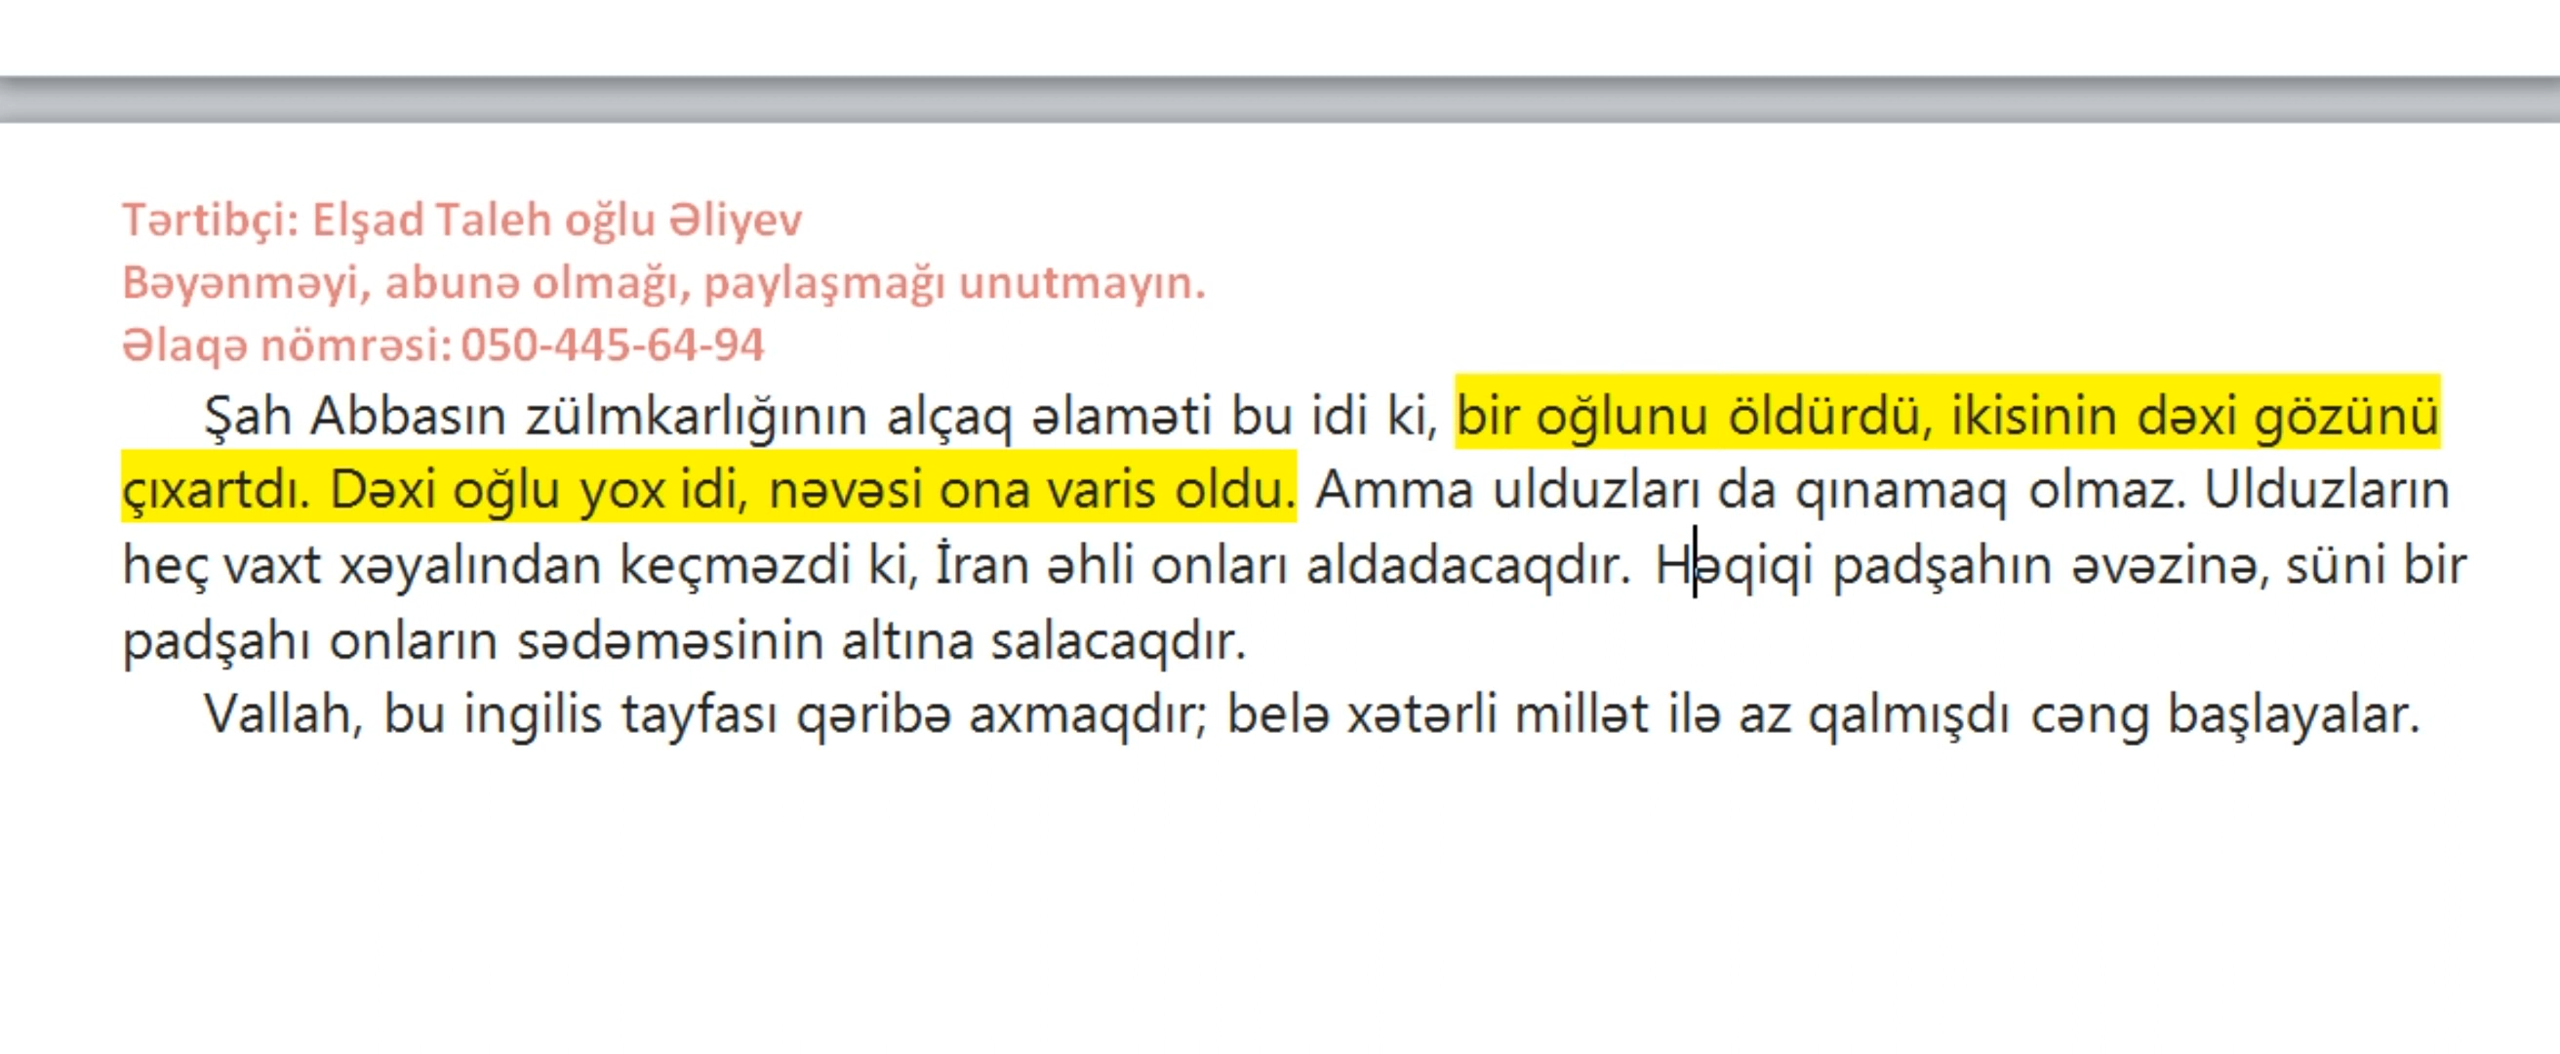 Tərtibçi: Elşad Taleh oğlu Əliyev
Bəyənməyi, abunə olmağı, paylaşmağı unutmayın.
Əlaqə nömrəsi: 050-445-64-94
Şah Abbasın zülmkarlığının alçaq əlaməti bu idi ki, bir oğlunu öldürdü, ikisinin dəxi gözünü
çıxartdı. Dəxi oğlu yox idi, nəvəsi ona varis oldu. Amma ulduzları da qınamaq olmaz. Ulduzların
heç vaxt xəyalından keçməzdi ki, İran əhli onları aldadacaqdır. Həqiqi padşahın əvəzinə, süni bir
padşahı onların sədəməsinin altına salacaqdır.
Vallah, bu ingilis tayfası qəribə axmaqdır; belə xətərli millət ilə az qalmışdı cəng başlayalar.